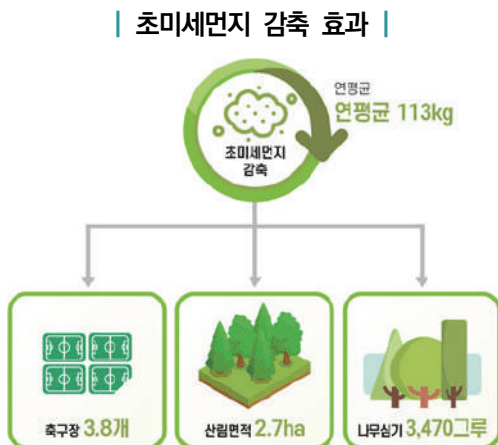 | 초미세먼지 감축 효과 |
연평균
연평균 113kg
초미세먼지
감축
축구장 3.8개
산림면적 2.7ha
나무심기 3,470그루